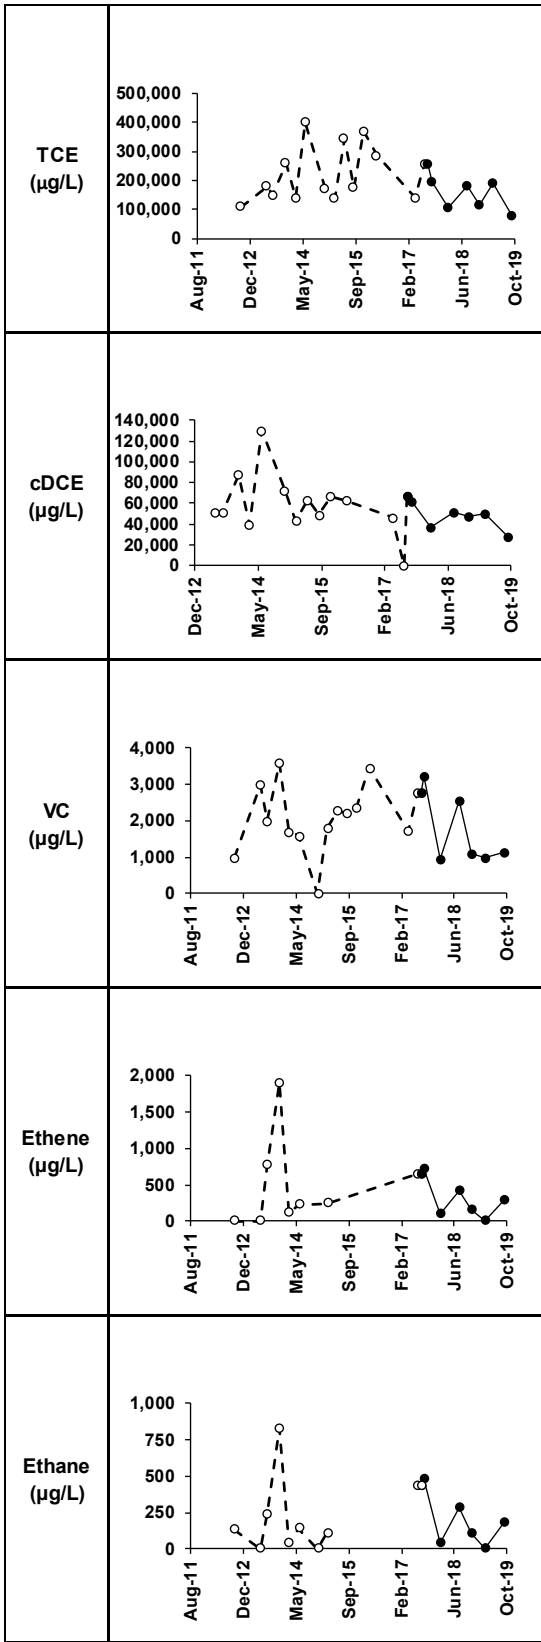 TCE
(µg/L)
500,000
400,000
300,000
200,000
100,000
0
Aug-11
Dec-12
May-14
Sep-15
Feb-17
Jun-18
Oct-19
cDCE
(µg/L)
140,000
120,000
100,000
80,000
60,000
40,000
20,000
0
Dec-12
May-14
Sep-15
Feb-17
Jun-18
Oct-19
VC
(µg/L)
4,000
3,000
2,000
1,000
0
Aug-11
Dec-12
May-14
Sep-15
Feb-17
Jun-18
Oct-19
Ethene
(µg/L)
2,000
1,500
1,000
500
0
Aug-11
Dec-12
May-14
Sep-15
Feb-17
Jun-18
Oct-19
Ethane
(µg/L)
1,000
750
500
250
0
Aug-11
Dec-12
May-14
Sep-15
Feb-17
Jun-18
Oct-19